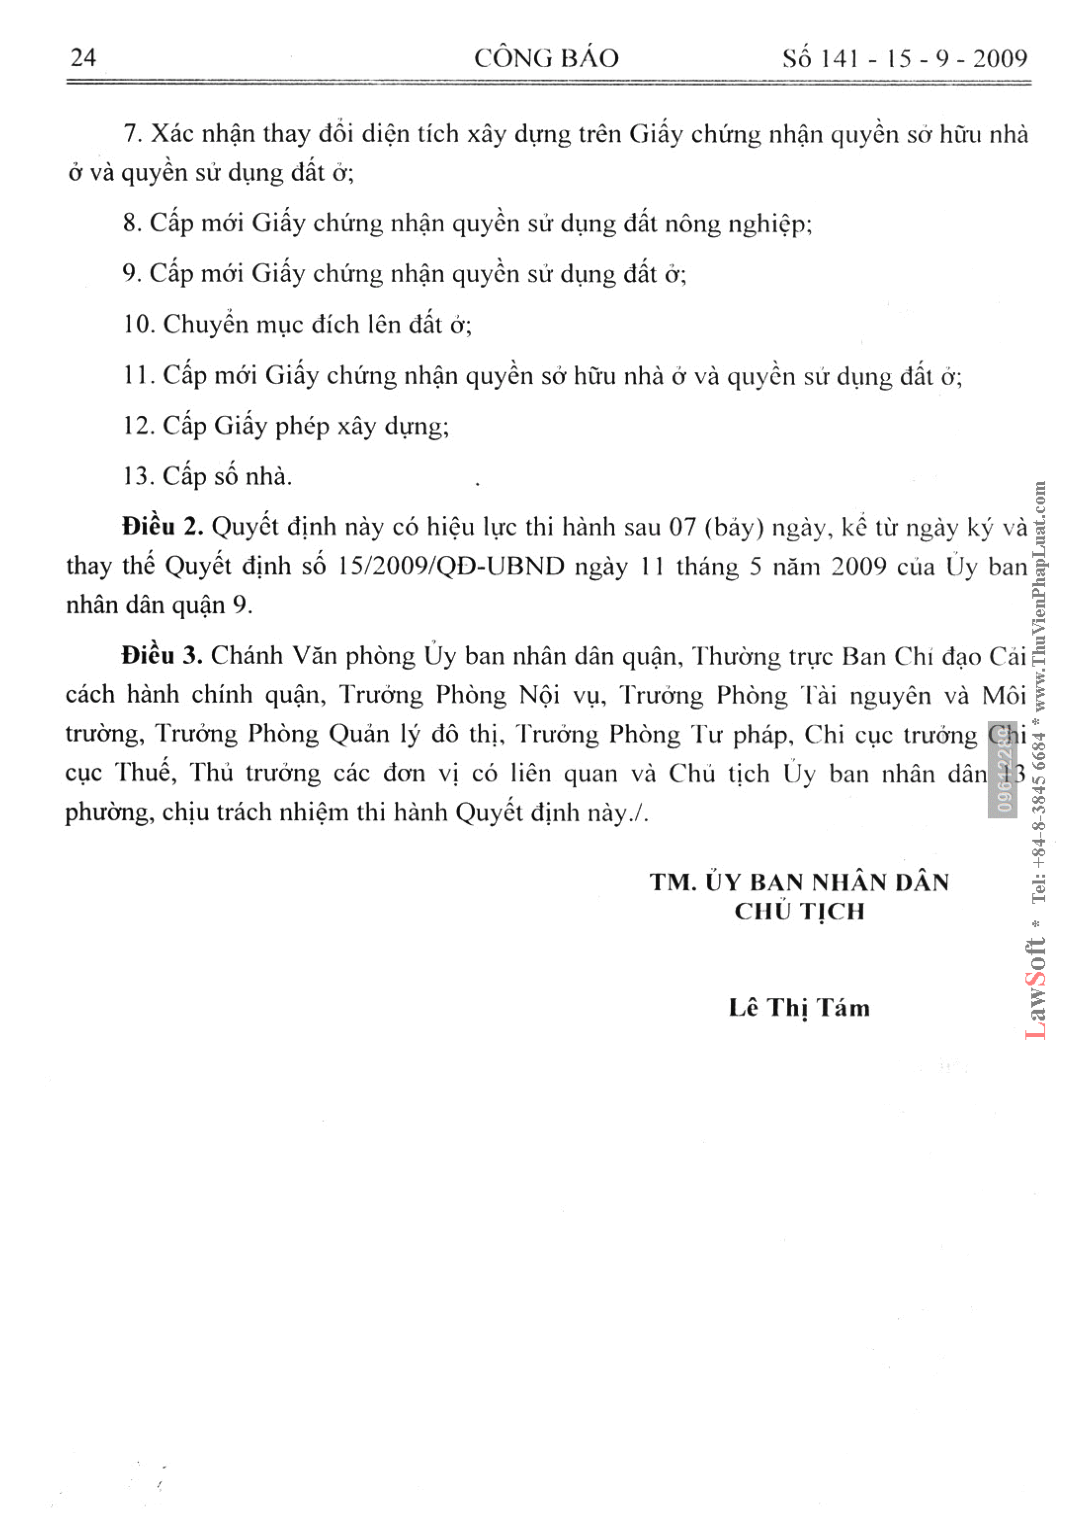 24 CÔNG BÁO Số 141 - 15 - 9 - 2009
7. Xác nhận thay đổi diện tích xây dựng trên Giấy chứng nhận quyền sở hữu nhà
ở và quyền sử dụng đất ở;
8. Cấp mới Giấy chứng nhận quyền sử dụng đất nông nghiệp;
9. Cấp mới Giấy chứng nhận quyền sử dụng đất ở;
10. Chuyển mục đích lên đất ở;
11. Cấp mới Giấy chứng nhận quyền sở hữu nhà ở và quyền sử dụng đất ở;
12. Cấp Giấy phép xây dựng;
13. Cấp số nhà.
Điều 2. Quyết định này có hiệu lực thi hành sau 07 (bảy) ngày, kể từ ngày ký và
thay thế Quyết định số 15/2009/QĐ-UBND ngày 11 tháng 5 năm 2009 của Ủy ban
nhân dân quận 9.
Điều 3. Chánh Văn phòng Ủy ban nhân dân quận, Thường trực Ban Chỉ đạo Cải
cách hành chính quận, Trưởng Phòng Nội vụ, Trưởng Phòng Tài nguyên và Môi
trường, Trưởng Phòng Quản lý đô thị, Trưởng Phòng Tư pháp, Chi cục trưởng Chi
cục Thuế, Thủ trưởng các đơn vị có liên quan và Chủ tịch Ủy ban nhân dân 13
phường, chịu trách nhiệm thi hành Quyết định này./.
TM. ỦY BAN NHÂN DÂN
CHỦ TỊCH
Lê Thị Tám
LawSoft * Tel: +84-8-3845 6684 * www.ThuVienPhapLuat.com